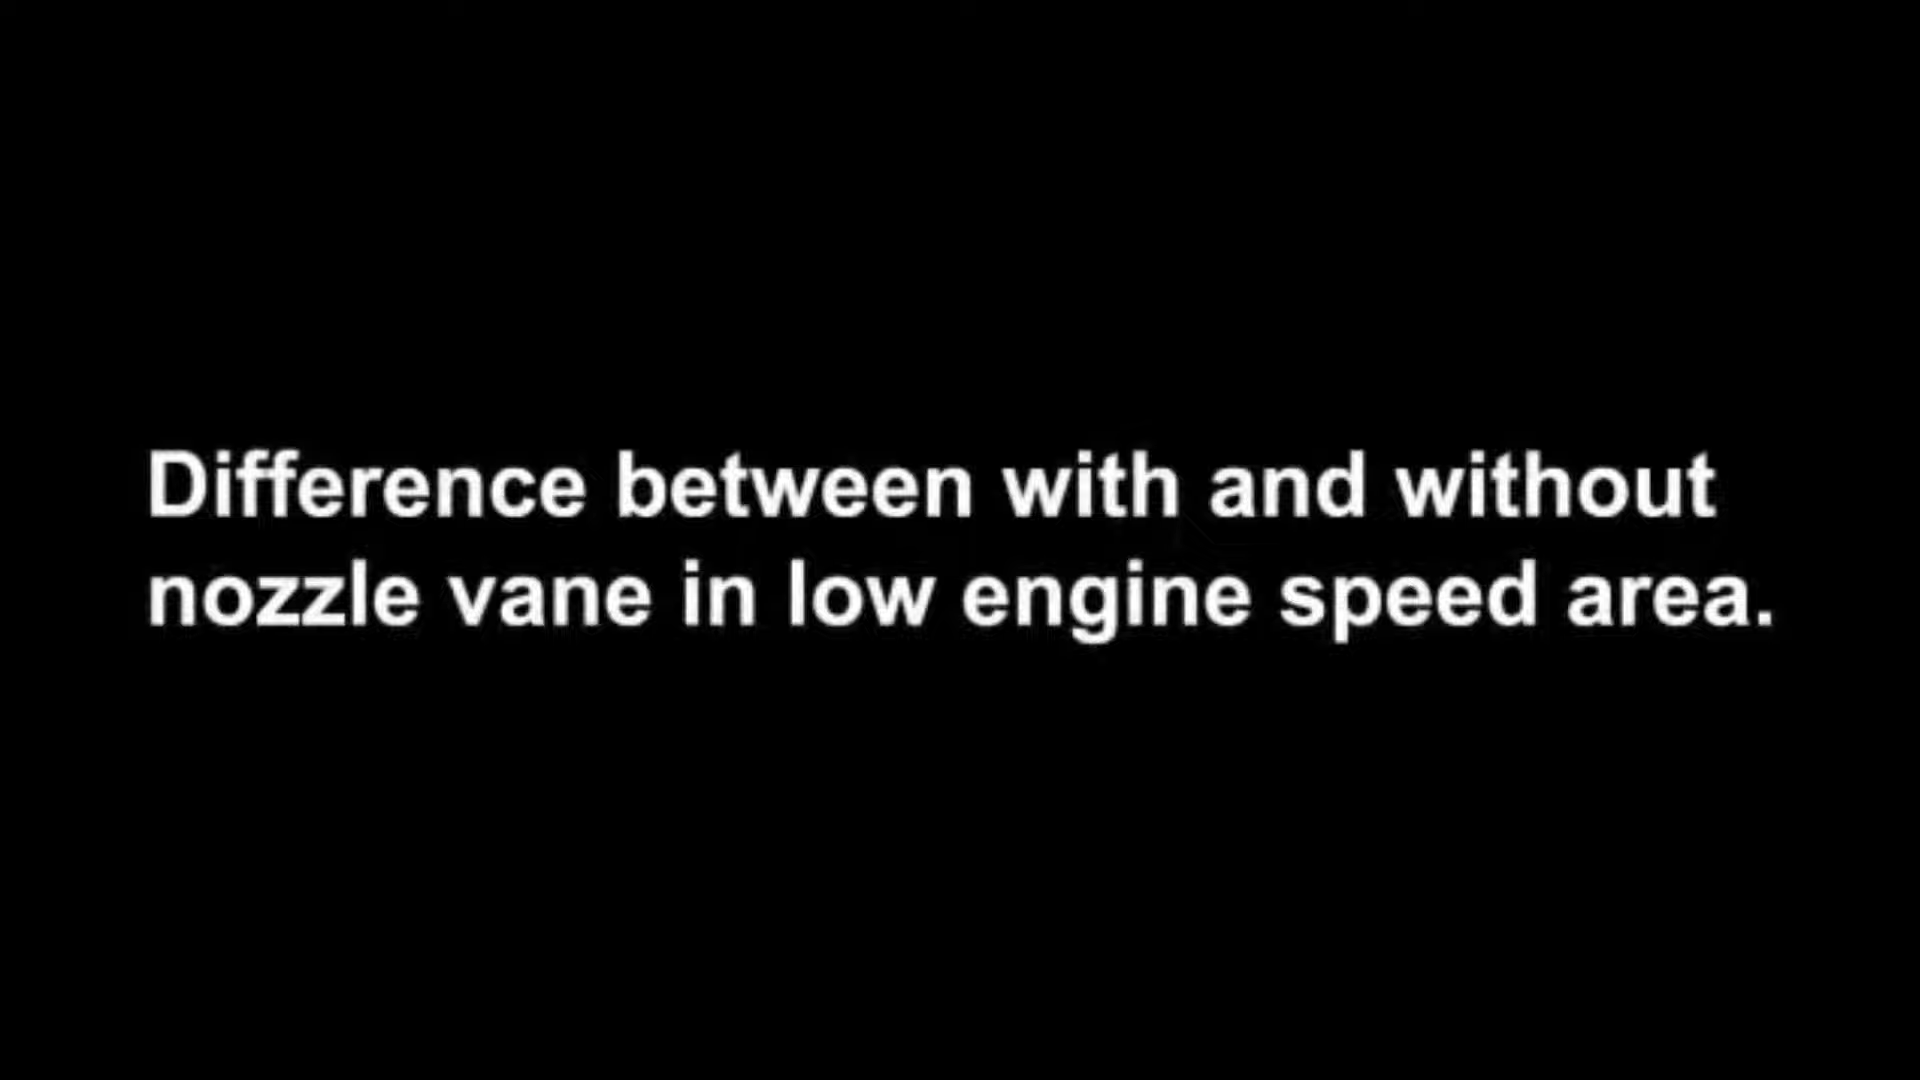 Difference between with and without
nozzle vane in low engine speed area.